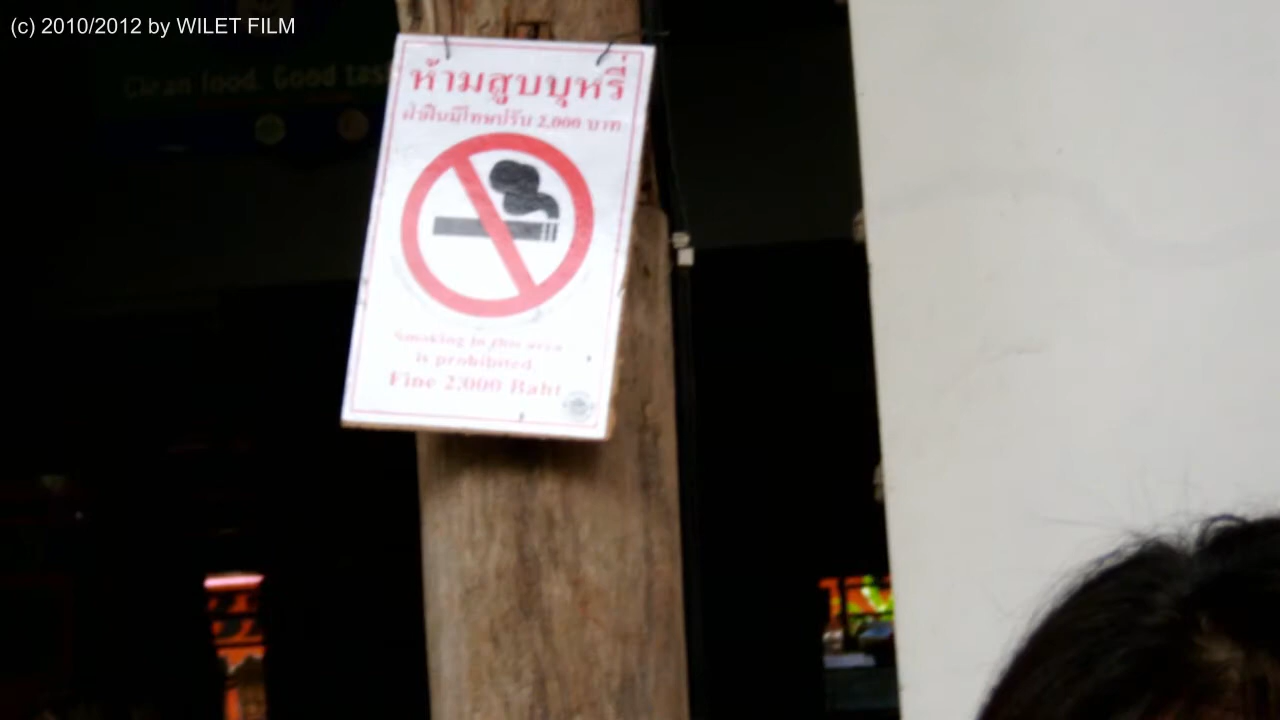 (c) 2010/2012 by WILET FILM
Clean food. Good tast
ห้ามสูบบุหรี่
ฝ่าฝืนมีโทษปรับ 2,000 บาท
Smoking in this area
is prohibited
Fine 2,000 Baht